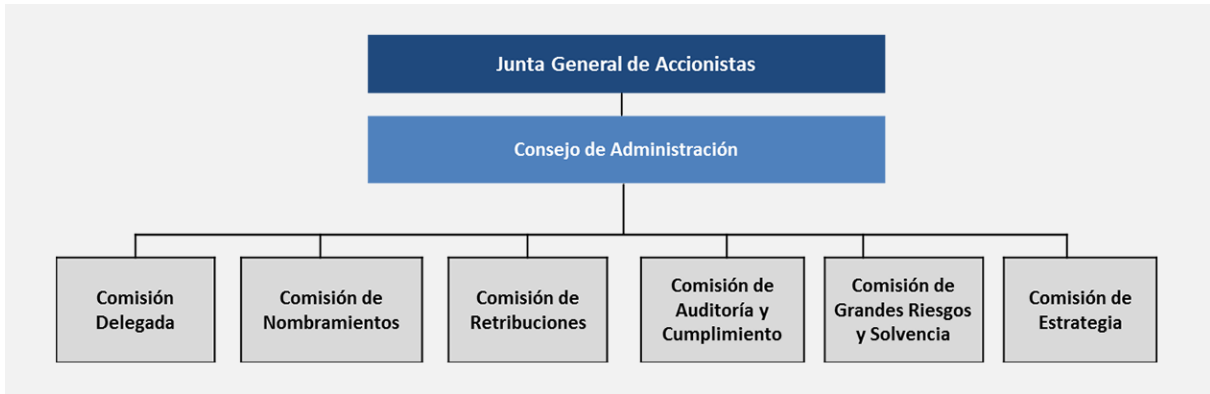 Junta General de Accionistas
Consejo de Administración
Comisión
Delegada
Comisión de
Nombramientos
Comisión de
Retribuciones
Comisión de
Auditoría y
Cumplimiento
Comisión de
Grandes Riesgos
y Solvencia
Comisión de
Estrategia